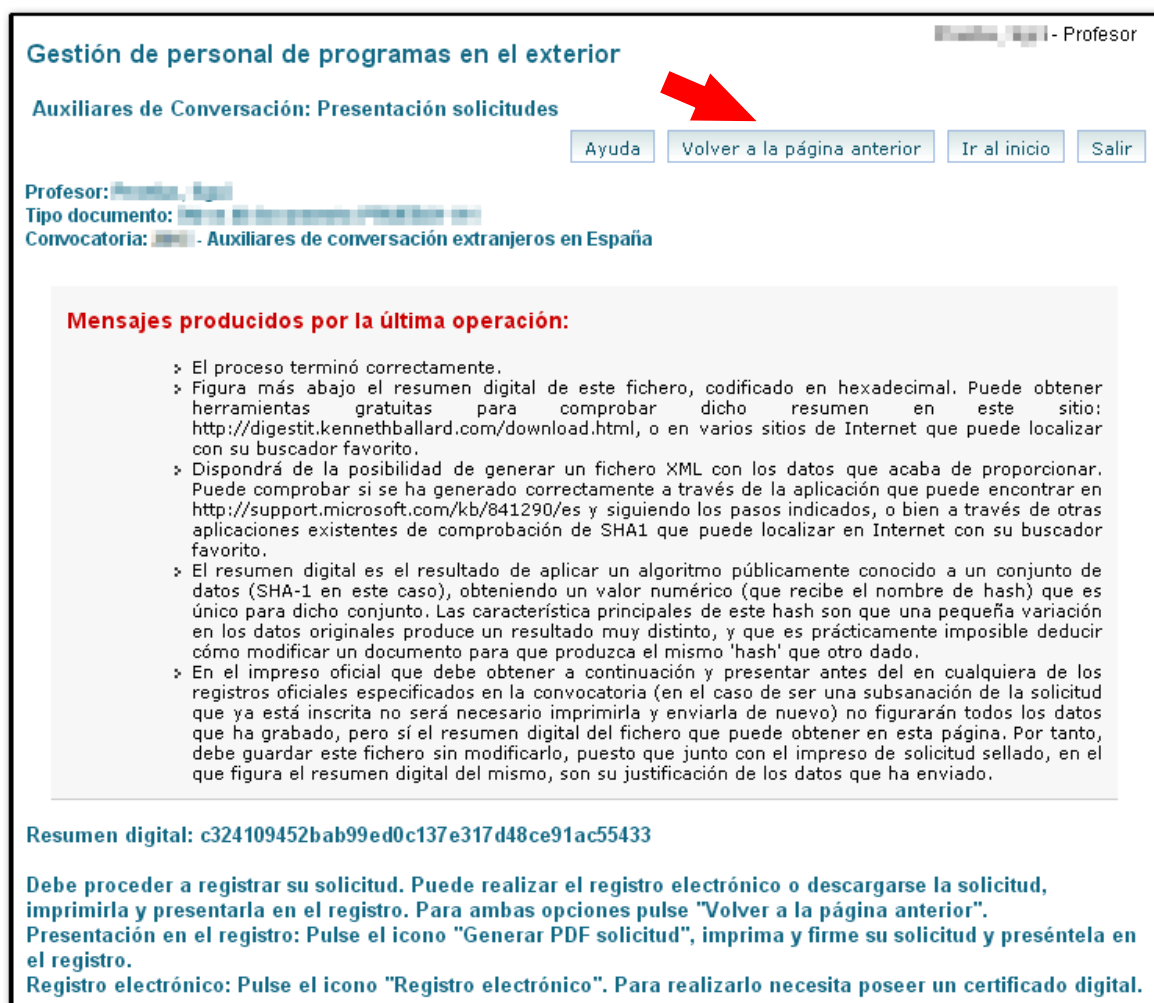 - Profesor
Gestión de personal de programas en el exterior
Auxiliares de Conversación: Presentación solicitudes
Ayuda Volver a la página anterior Ir al inicio Salir
Profesor:
Tipo documento:
Convocatoria: - Auxiliares de conversación extranjeros en España
Mensajes producidos por la última operación:
El proceso terminó correctamente.
Figura más abajo el resumen digital de este fichero, codificado en hexadecimal. Puede obtener
herramientas gratuitas para comprobar dicho resumen en este sitio:
http://digestit.kennethballard.com/download.html, o en varios sitios de Internet que puede localizar
con su buscador favorito.
Dispondrá de la posibilidad de generar un fichero XML con los datos que acaba de proporcionar.
Puede comprobar si se ha generado correctamente a través de la aplicación que puede encontrar en
http://support.microsoft.com/kb/841290/es y siguiendo los pasos indicados, o bien a través de otras
aplicaciones existentes de comprobación de SHA1 que puede localizar en Internet con su buscador
favorito.
El resumen digital es el resultado de aplicar un algoritmo públicamente conocido a un conjunto de
datos (SHA-1 en este caso), obteniendo un valor numérico (que recibe el nombre de hash) que es
único para dicho conjunto. Las característica principales de este hash son que una pequeña variación
en los datos originales produce un resultado muy distinto, y que es prácticamente imposible deducir
cómo modificar un documento para que produzca el mismo 'hash' que otro dado.
En el impreso oficial que debe obtener a continuación y presentar antes del en cualquiera de los
registros oficiales especificados en la convocatoria (en el caso de ser una subsanación de la solicitud
que ya está inscrita no será necesario imprimirla y enviarla de nuevo) no figurarán todos los datos
que ha grabado, pero sí el resumen digital del fichero que puede obtener en esta página. Por tanto,
debe guardar este fichero sin modificarlo, puesto que junto con el impreso de solicitud sellado, en el
que figura el resumen digital del mismo, son su justificación de los datos que ha enviado.
Resumen digital: c324109452bab99ed0c137e317d48ce91ac55433
Debe proceder a registrar su solicitud. Puede realizar el registro electrónico o descargarse la solicitud,
imprimirla y presentarla en el registro. Para ambas opciones pulse "Volver a la página anterior".
Presentación en el registro: Pulse el icono "Generar PDF solicitud", imprima y firme su solicitud y preséntela en
el registro.
Registro electrónico: Pulse el icono "Registro electrónico". Para realizarlo necesita poseer un certificado digital.